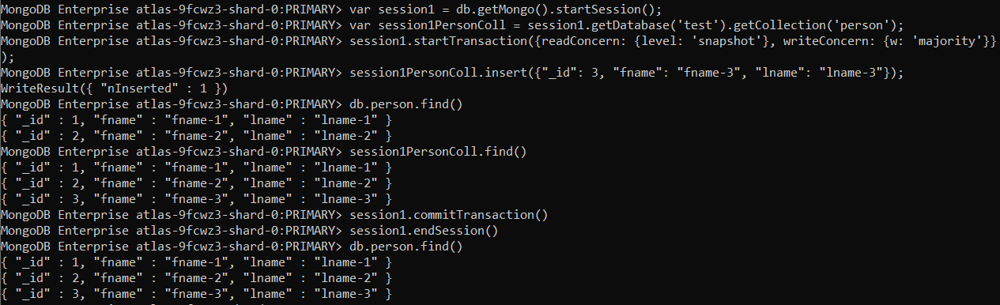 MongoDB Enterprise atlas-9fcwz3-shard-0:PRIMARY> var session1 = db.getMongo().startSession();
MongoDB Enterprise atlas-9fcwz3-shard-0:PRIMARY> var session1PersonColl = session1.getDatabase('test').getCollection('person');
MongoDB Enterprise atlas-9fcwz3-shard-0:PRIMARY> session1.startTransaction({readConcern: {level: 'snapshot'}, writeConcern: {w: 'majority'}}
);
MongoDB Enterprise atlas-9fcwz3-shard-0:PRIMARY> session1PersonColl.insert({"_id": 3, "fname": "fname-3", "lname": "lname-3"});
WriteResult({ "nInserted" : 1 })
MongoDB Enterprise atlas-9fcwz3-shard-0:PRIMARY> db.person.find()
{ "_id" : 1, "fname" : "fname-1", "lname" : "lname-1" }
{ "_id" : 2, "fname" : "fname-2", "lname" : "lname-2" }
MongoDB Enterprise atlas-9fcwz3-shard-0:PRIMARY> session1PersonColl.find()
{ "_id" : 1, "fname" : "fname-1", "lname" : "lname-1" }
{ "_id" : 2, "fname" : "fname-2", "lname" : "lname-2" }
{ "_id" : 3, "fname" : "fname-3", "lname" : "lname-3" }
MongoDB Enterprise atlas-9fcwz3-shard-0:PRIMARY> session1.commitTransaction()
MongoDB Enterprise atlas-9fcwz3-shard-0:PRIMARY> session1.endSession()
MongoDB Enterprise atlas-9fcwz3-shard-0:PRIMARY> db.person.find()
{ "_id" : 1, "fname" : "fname-1", "lname" : "lname-1" }
{ "_id" : 2, "fname" : "fname-2", "lname" : "lname-2" }
{ "_id" : 3, "fname" : "fname-3", "lname" : "lname-3" }